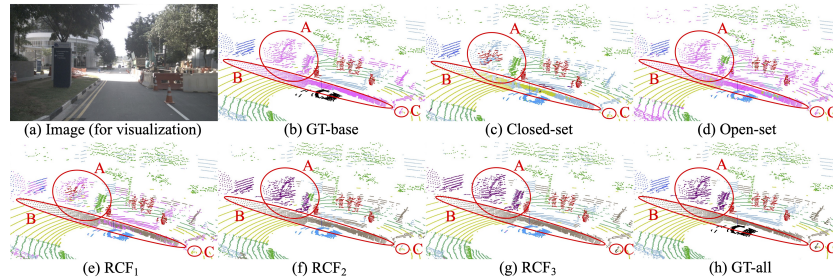 A A A
B B B
C C C
(a) Image (for visualization) (b) GT-base (c) Closed-set (d) Open-set
A A A A
B B B B
C C C C
(e) RCF₁ (f) RCF₂ (g) RCF₃ (h) GT-all